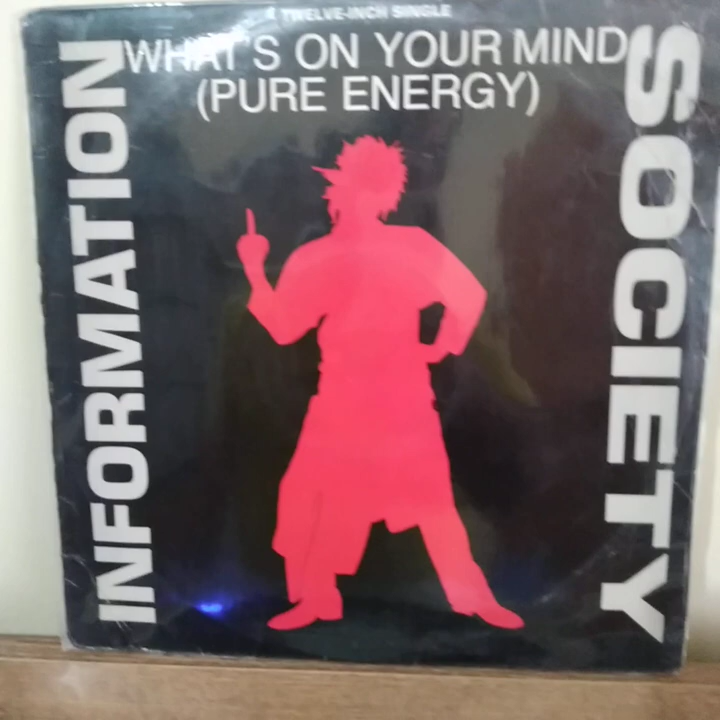 A TWELVE-INCH SINGLE
WHAT'S ON YOUR MIND
(PURE ENERGY)
INFORMATION
SOCIETY